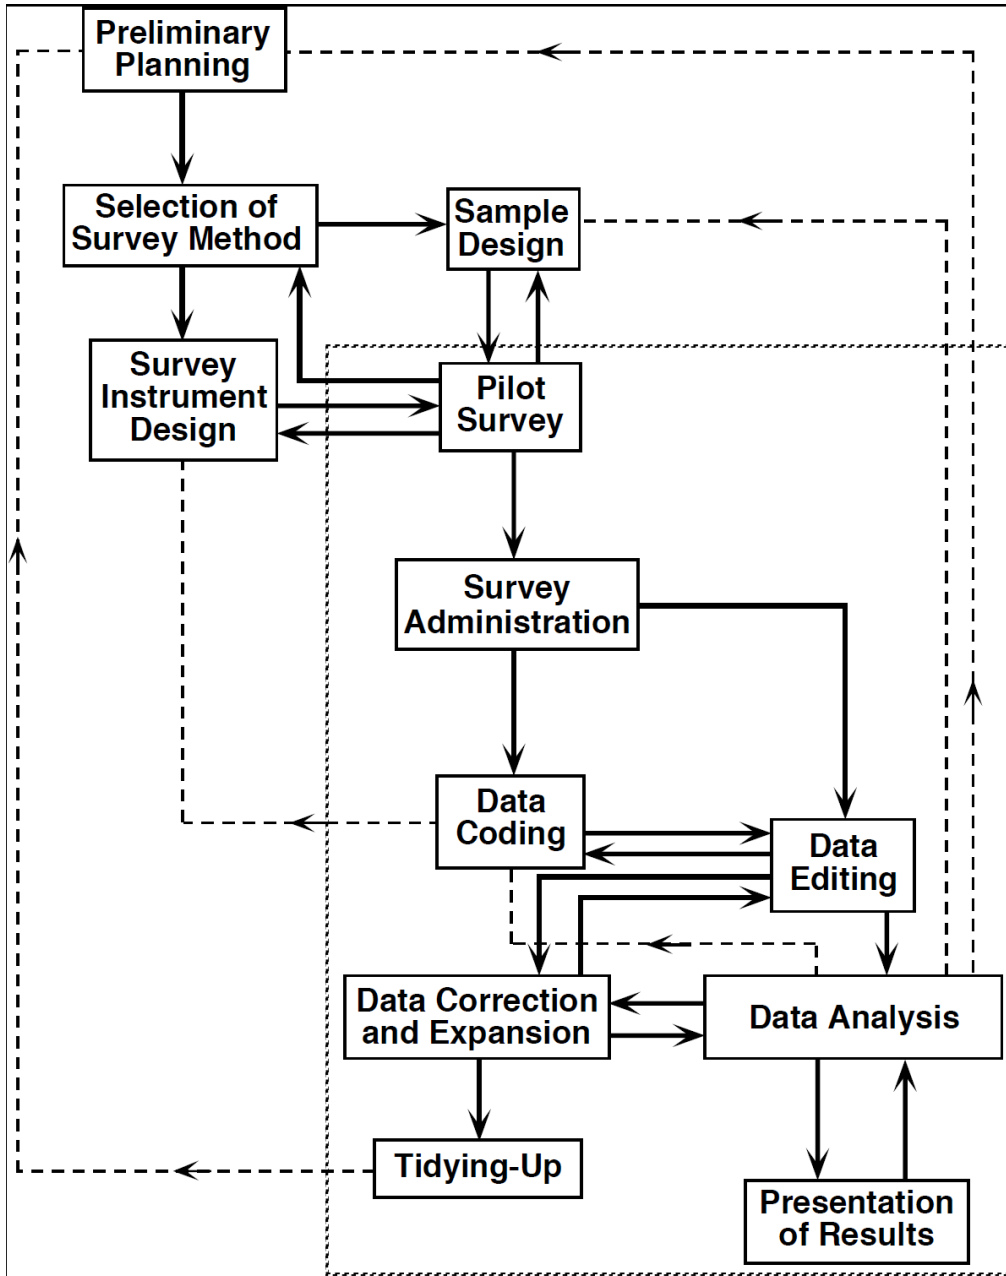 Preliminary
Planning
Selection of
Survey Method
Sample
Design
Survey
Instrument
Design
Pilot
Survey
Survey
Administration
Data
Coding
Data
Editing
Data Correction
and Expansion
Data Analysis
Tidying-Up
Presentation
of Results